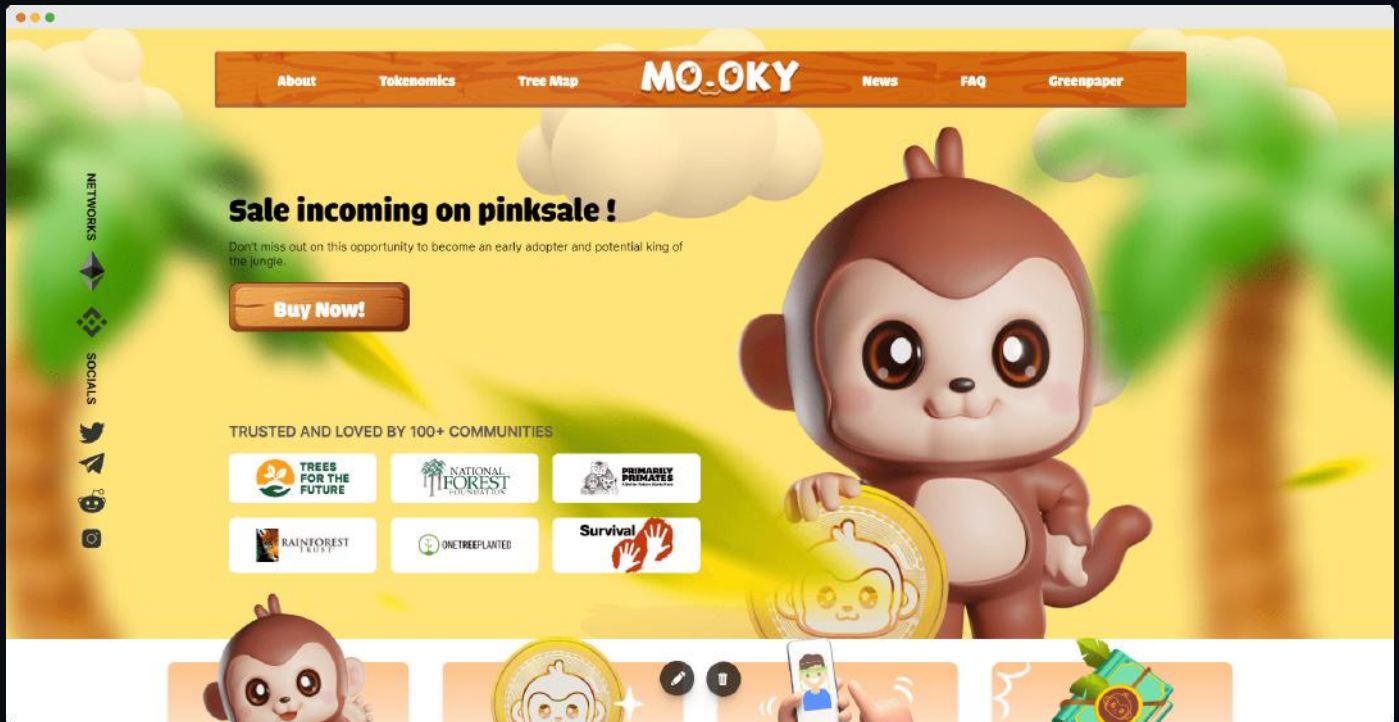 About
Tokenomics
Tree Map
MOOKY
News
FAQ
Greenpaper
NETWORKS
SOCIALS
Sale incoming on pinksale !
Don't miss out on this opportunity to become an early adopter and potential king of
the jungle.
Buy Now!
TRUSTED AND LOVED BY 100+ COMMUNITIES
TREES
FOR THE
FUTURE
NATIONAL
FOREST
FOUNDATION
PRIMARILY
PRIMATES
RAINFOREST
TRUST
ONETREEPLANTED
Survival